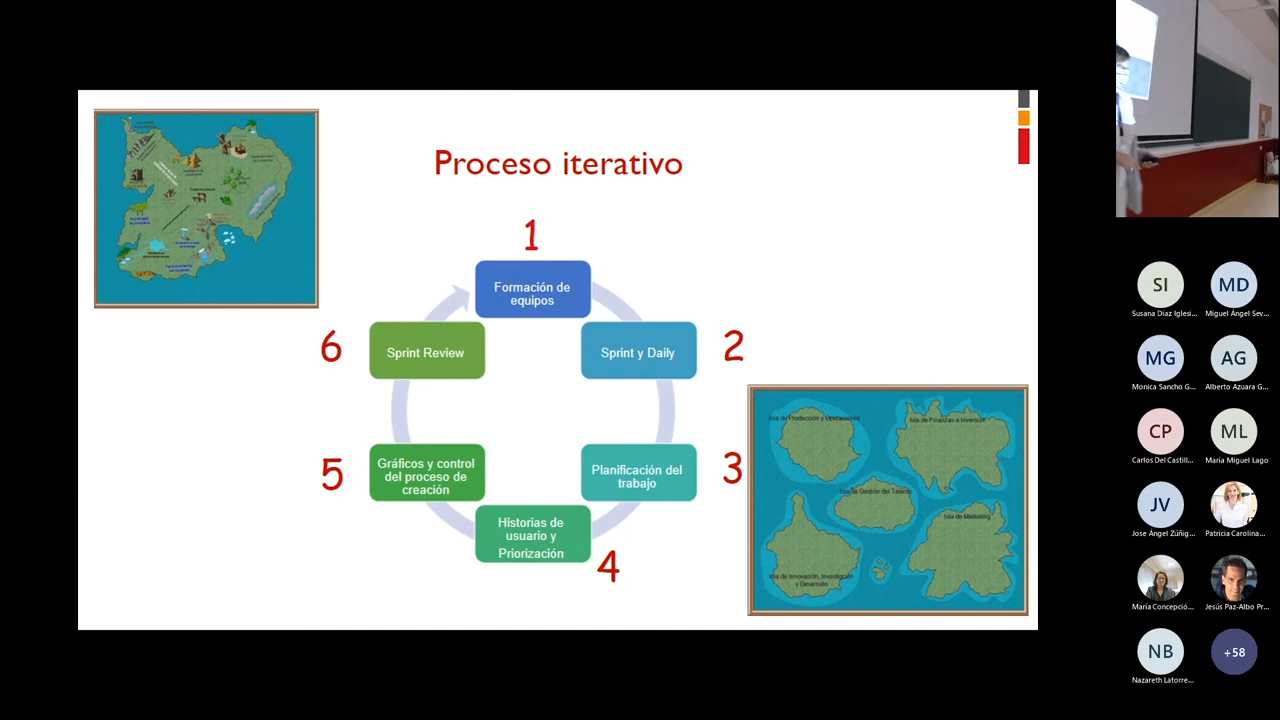 Proceso iterativo
1
Formación de
equipos
6
Sprint Review
Sprint y Daily
2
5
Gráficos y control
del proceso de
creación
Planificación del
trabajo
3
Historias de
usuario y
Priorización
4
Isla de Producción y Operaciones
Isla de Finanzas e Inversión
Isla de Gestión del Talento
Isla de Marketing
Isla de Innovación, Investigación
y Desarrollo
SI
Susana Díaz Iglesi...
MD
Miguel Ángel Sev...
MG
Monica Sancho G...
AG
Alberto Azuara G...
CP
Carlos Del Castill...
ML
María Miguel Lago
JV
Jose Ángel Zúñig...
Patricia Carolina...
María Concepció...
Jesús Paz-Albo Pr...
NB
Nazareth Latorre...
+58